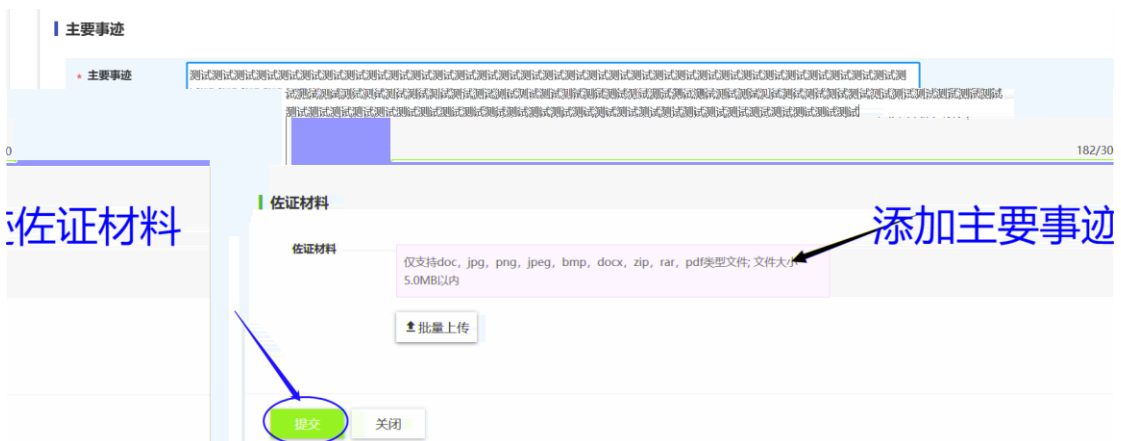 主要事迹
* 主要事迹
测试测试测试测试测试测试测试测试测试测试测试测试测试测试测试测试测试测试测试测试测试测试测试测试测试测试测试测试测试测试测试测试测
182/30
佐证材料
佐证材料
添加主要事迹
佐证材料
仅支持doc, jpg, png, jpeg, bmp, docx, zip, rar, pdf类型文件; 文件大小
5.0MB以内
批量上传
提交
关闭